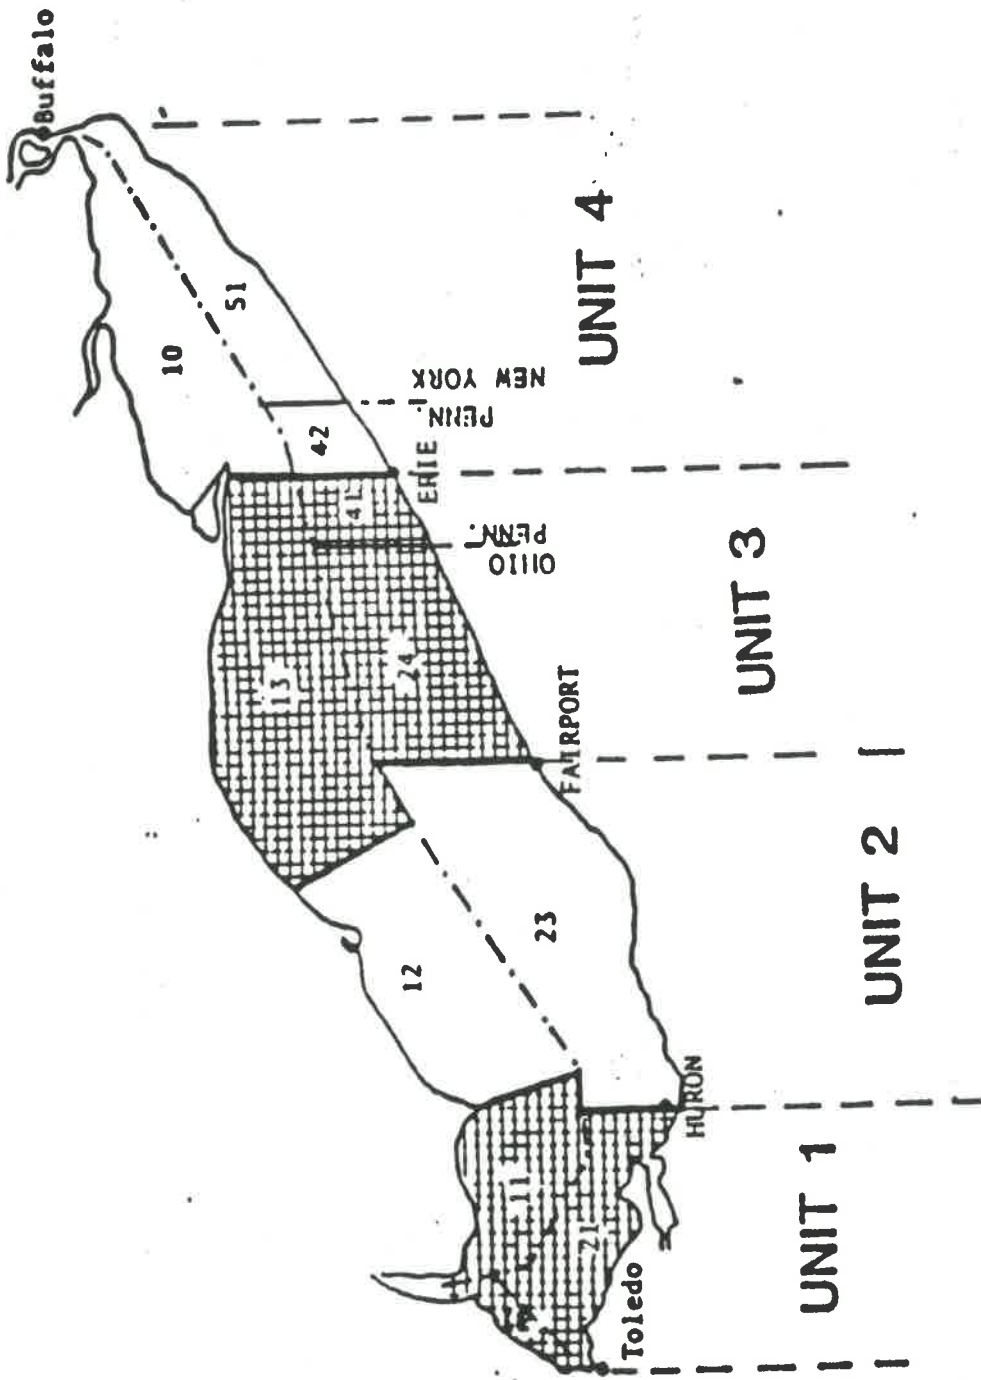 Buffalo
10
51
42
NEW YORK
PENN.
ERIE
41
OHIO
PENN.
13
24
FAIRPORT
12
23
HURON
11
21
Toledo
UNIT 1
UNIT 2
UNIT 3
UNIT 4